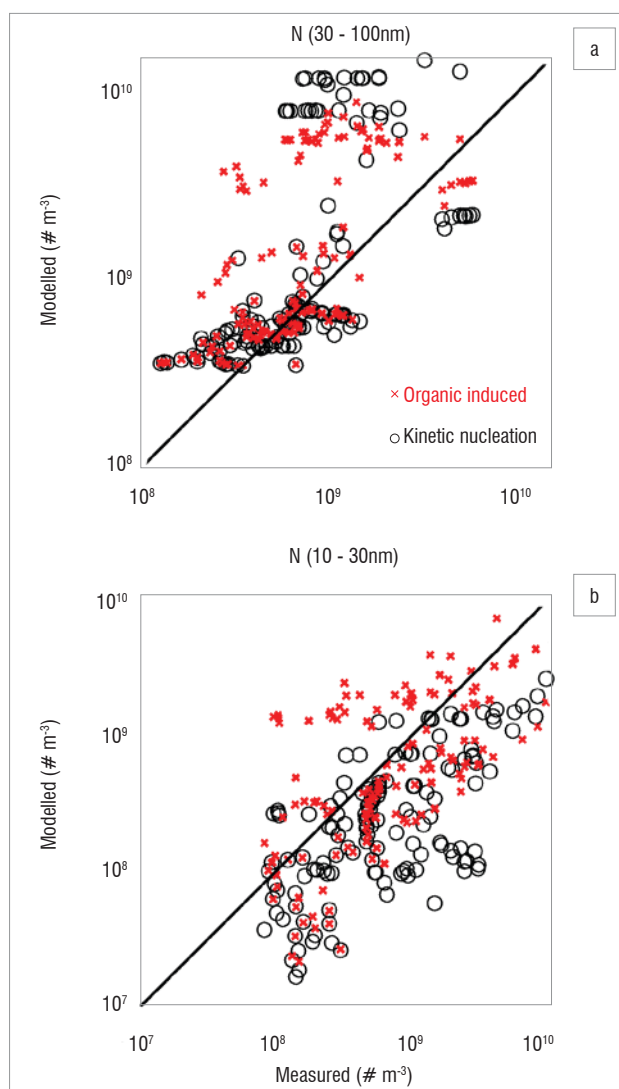 N (30 - 100nm)
a
10¹⁰
10⁹
10⁸
Modelled (# m⁻³)
× Organic induced
○ Kinetic nucleation
10⁸ 10⁹ 10¹⁰
N (10 - 30nm)
b
10¹⁰
10⁹
10⁸
10⁷
Modelled (# m⁻³)
10⁷ 10⁸ 10⁹ 10¹⁰
Measured (# m⁻³)